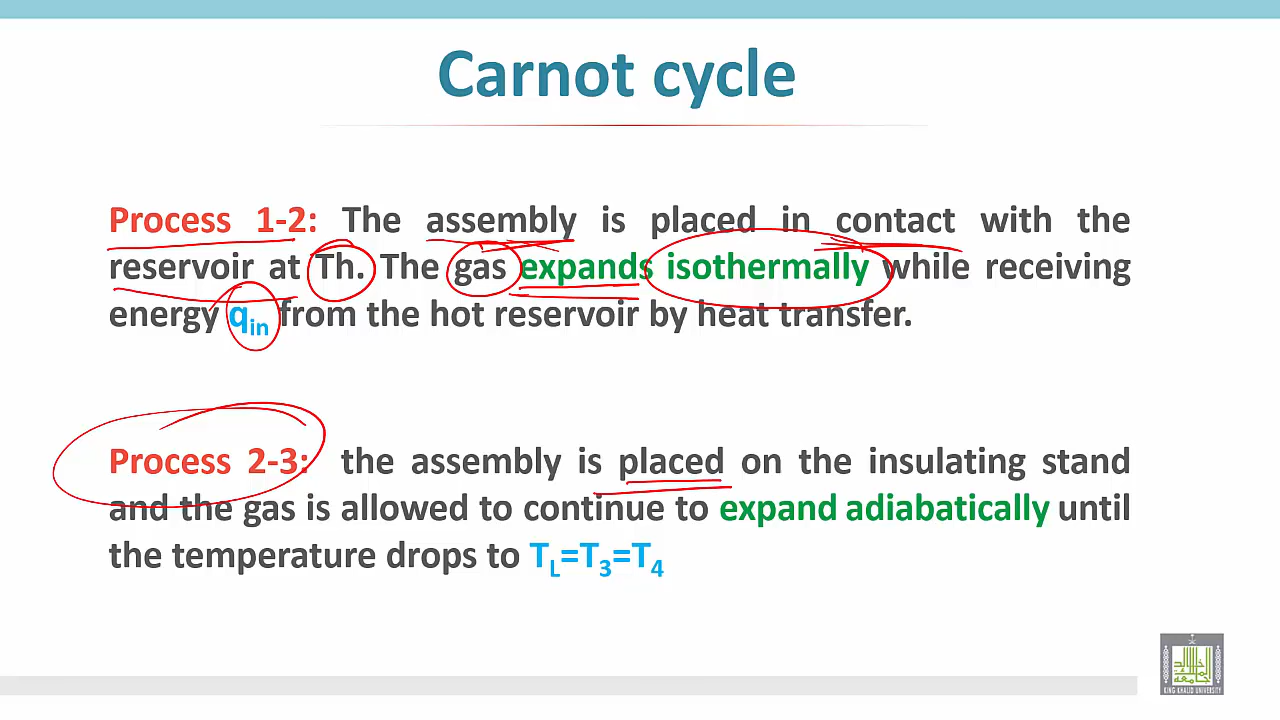 Carnot cycle
Process 1-2: The assembly is placed in contact with the
reservoir at Th. The gas expands isothermally while receiving
energy qin from the hot reservoir by heat transfer.
Process 2-3: the assembly is placed on the insulating stand
and the gas is allowed to continue to expand adiabatically until
the temperature drops to TL=T3=T4
KING KHALID UNIVERSITY